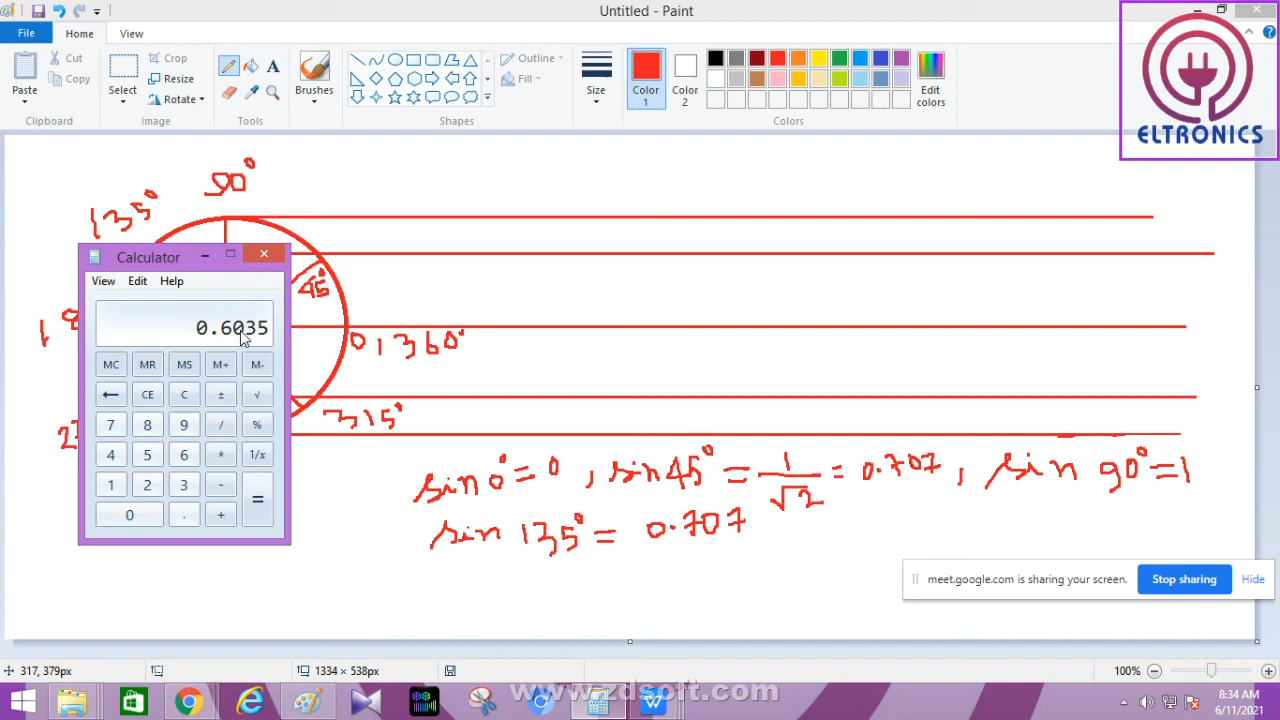 Untitled - Paint
File Home View
Paste
Cut
Copy
Clipboard
Select
Crop
Resize
Rotate
Image
Tools
Brushes
Shapes
Outline
Fill
Size
Color 1
Color 2
Colors
Edit colors
ELTRONICS
90°
135°
45°
0,360°
315°
Calculator
View Edit Help
0.6035
MC MR MS M+ M-
← CE C ± √
7 8 9 / %
4 5 6 * 1/x
1 2 3 - =
0 . +
sin 0° = 0 , sin 45° = 1/√2 = 0.707 , sin 90° = 1
sin 135° = 0.707
meet.google.com is sharing your screen. Stop sharing Hide
317, 379px
1334 × 538px
100%
www.zdsoft.com
8:34 AM
6/11/2021